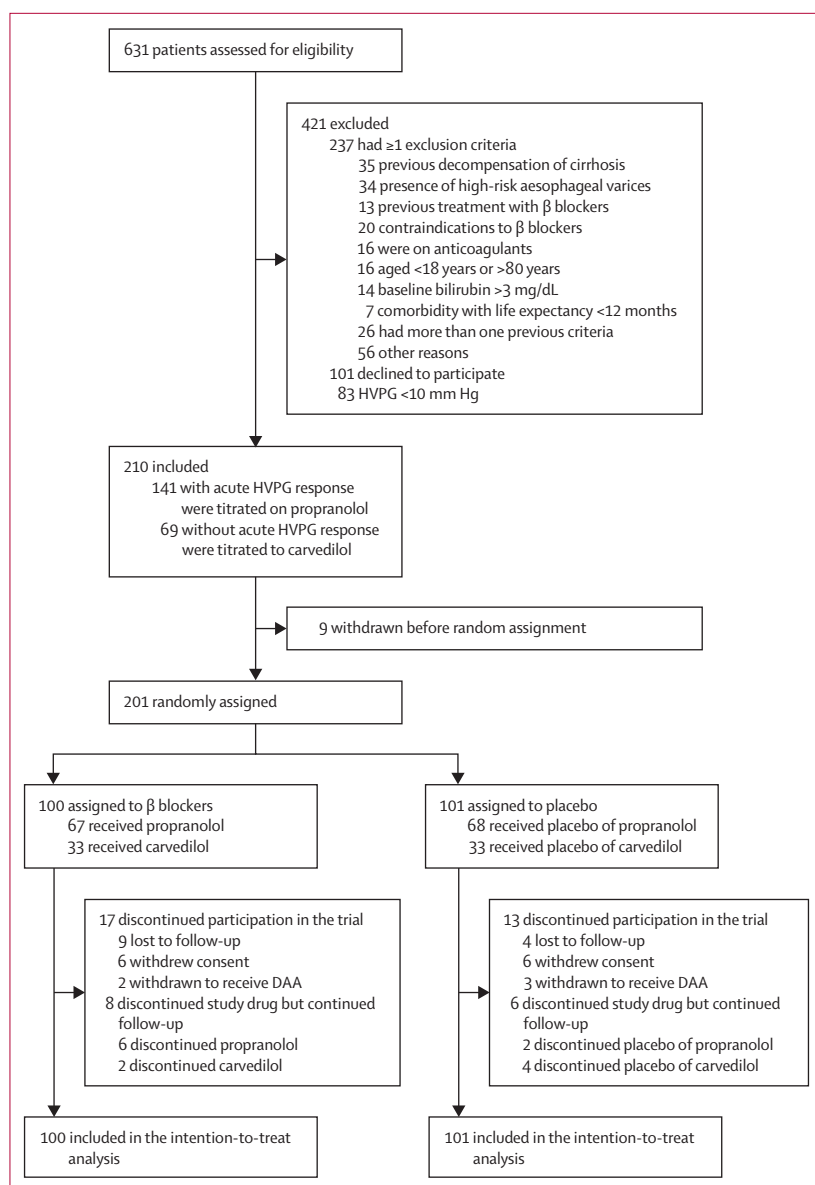 631 patients assessed for eligibility
421 excluded
237 had ≥1 exclusion criteria
35 previous decompensation of cirrhosis
34 presence of high-risk aesophageal varices
13 previous treatment with β blockers
20 contraindications to β blockers
16 were on anticoagulants
16 aged <18 years or >80 years
14 baseline bilirubin >3 mg/dL
7 comorbidity with life expectancy <12 months
26 had more than one previous criteria
56 other reasons
101 declined to participate
83 HVPG <10 mm Hg
210 included
141 with acute HVPG response
were titrated on propranolol
69 without acute HVPG response
were titrated to carvedilol
9 withdrawn before random assignment
201 randomly assigned
100 assigned to β blockers
67 received propranolol
33 received carvedilol
101 assigned to placebo
68 received placebo of propranolol
33 received placebo of carvedilol
17 discontinued participation in the trial
9 lost to follow-up
6 withdrew consent
2 withdrawn to receive DAA
8 discontinued study drug but continued
follow-up
6 discontinued propranolol
2 discontinued carvedilol
13 discontinued participation in the trial
4 lost to follow-up
6 withdrew consent
3 withdrawn to receive DAA
6 discontinued study drug but continued
follow-up
2 discontinued placebo of propranolol
4 discontinued placebo of carvedilol
100 included in the intention-to-treat
analysis
101 included in the intention-to-treat
analysis